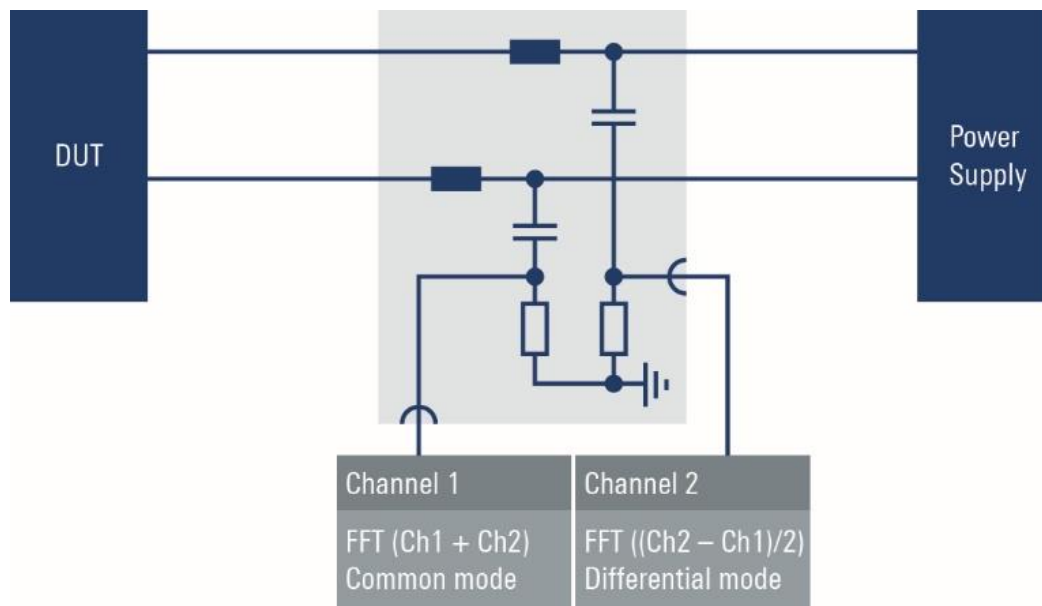 DUT
Power
Supply
Channel 1
FFT (Ch1 + Ch2)
Common mode
Channel 2
FFT ((Ch2 – Ch1)/2)
Differential mode